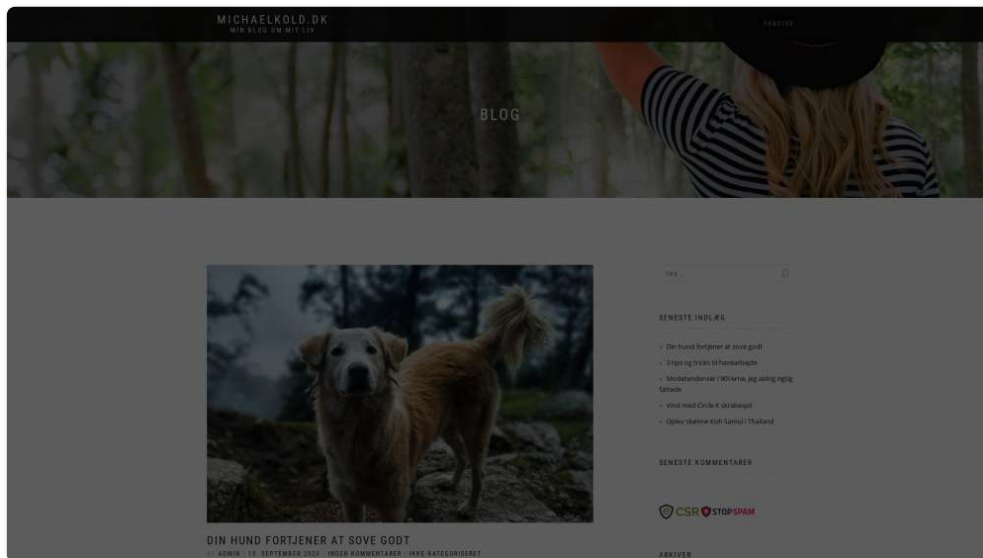 MICHAELKOLD.DK
MIN BLOG OM MIT LIV
FORSIDE
BLOG
SENESTE INDLÆG
› Din hund fortjener at sove godt
› 3 tips og tricks til havearbejde
› Modetendenser i 80'erne, jeg aldrig rigtig
fattede
› Vind med Circle K skrabespil
› Oplev skønne Koh Samui i Thailand
SENESTE KOMMENTARER
CSR STOPSPAM
DIN HUND FORTJENER AT SOVE GODT
BY ADMIN | 15. SEPTEMBER 2020 | INGEN KOMMENTARER | IKKE-KATEGORISERET
ARKIVER